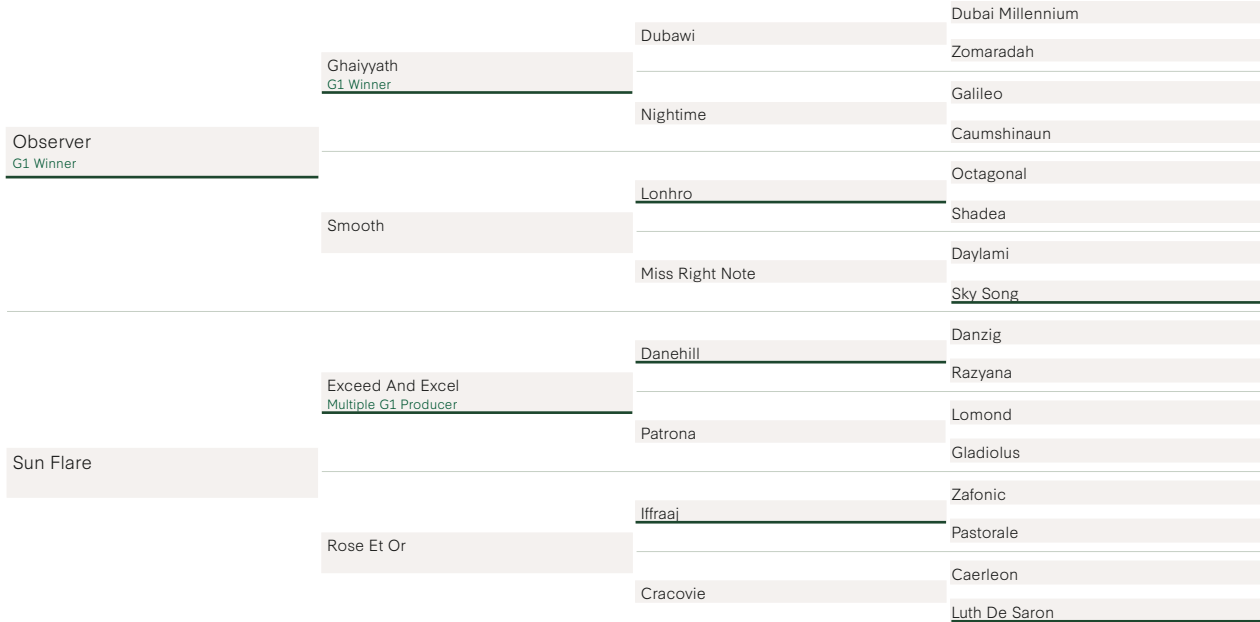 Observer
G1 Winner
Ghaiyyath
G1 Winner
Dubawi
Dubai Millennium
Zomaradah
Nightime
Galileo
Caumshinaun
Smooth
Lonhro
Octagonal
Shadea
Miss Right Note
Daylami
Sky Song
Sun Flare
Exceed And Excel
Multiple G1 Producer
Danehill
Danzig
Razyana
Patrona
Lomond
Gladiolus
Rose Et Or
Iffraaj
Zafonic
Pastorale
Cracovie
Caerleon
Luth De Saron